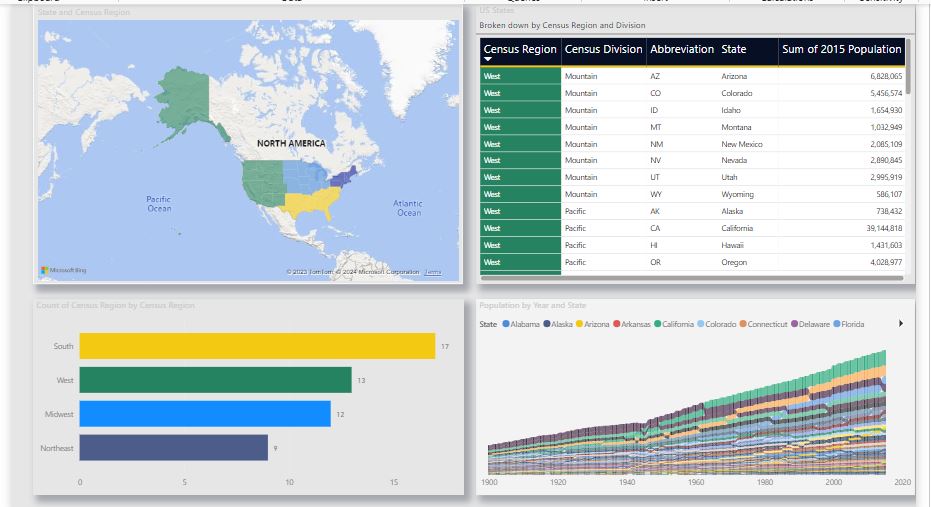 State and Census Region
NORTH AMERICA
Pacific
Ocean
Atlantic
Ocean
Microsoft Bing
© 2023 TomTom, © 2024 Microsoft Corporation Terms
US States
Broken down by Census Region and Division
Census Region Census Division Abbreviation State Sum of 2015 Population
West Mountain AZ Arizona 6,828,065
West Mountain CO Colorado 5,456,574
West Mountain ID Idaho 1,654,930
West Mountain MT Montana 1,032,949
West Mountain NM New Mexico 2,085,109
West Mountain NV Nevada 2,890,845
West Mountain UT Utah 2,995,919
West Mountain WY Wyoming 586,107
West Pacific AK Alaska 738,432
West Pacific CA California 39,144,818
West Pacific HI Hawaii 1,431,603
West Pacific OR Oregon 4,028,977
Count of Census Region by Census Region
South 17
West 13
Midwest 12
Northeast 9
0 5 10 15
Population by Year and State
State Alabama Alaska Arizona Arkansas California Colorado Connecticut Delaware Florida
1900 1920 1940 1960 1980 2000 2020